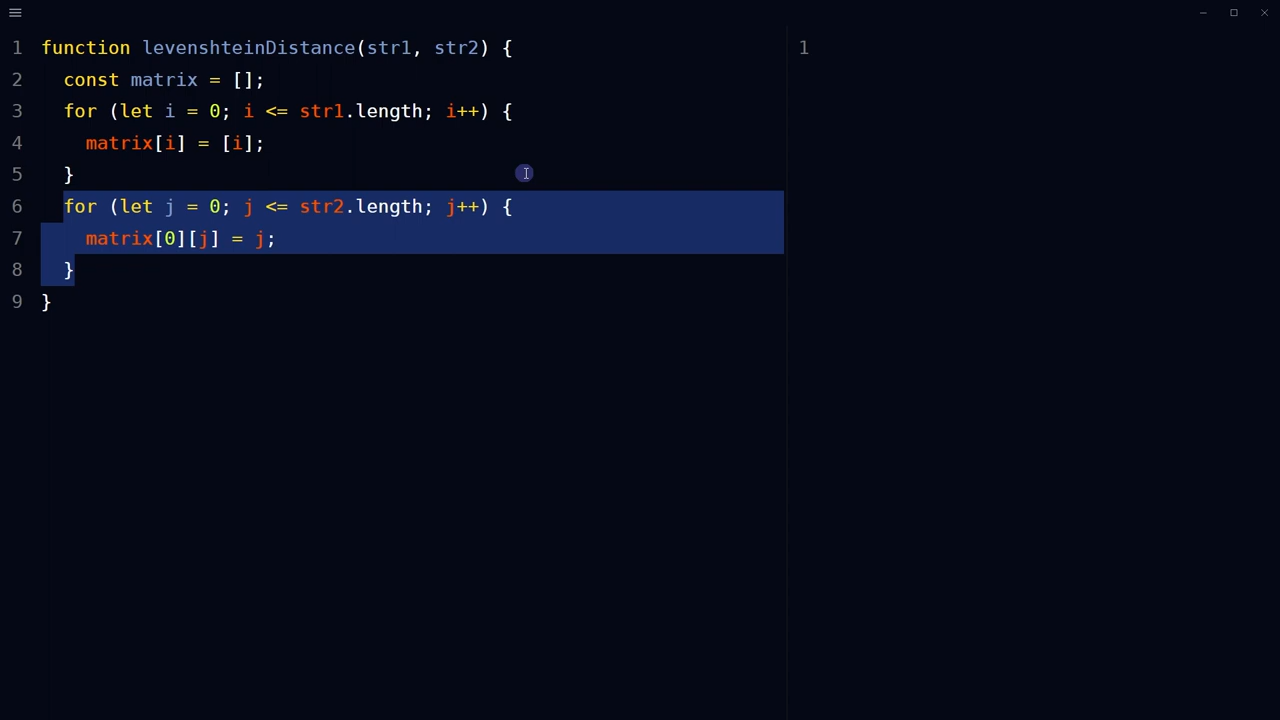 1 function levenshteinDistance(str1, str2) {
2   const matrix = [];
3   for (let i = 0; i <= str1.length; i++) {
4     matrix[i] = [i];
5   }
6   for (let j = 0; j <= str2.length; j++) {
7     matrix[0][j] = j;
8   }
9 }
1